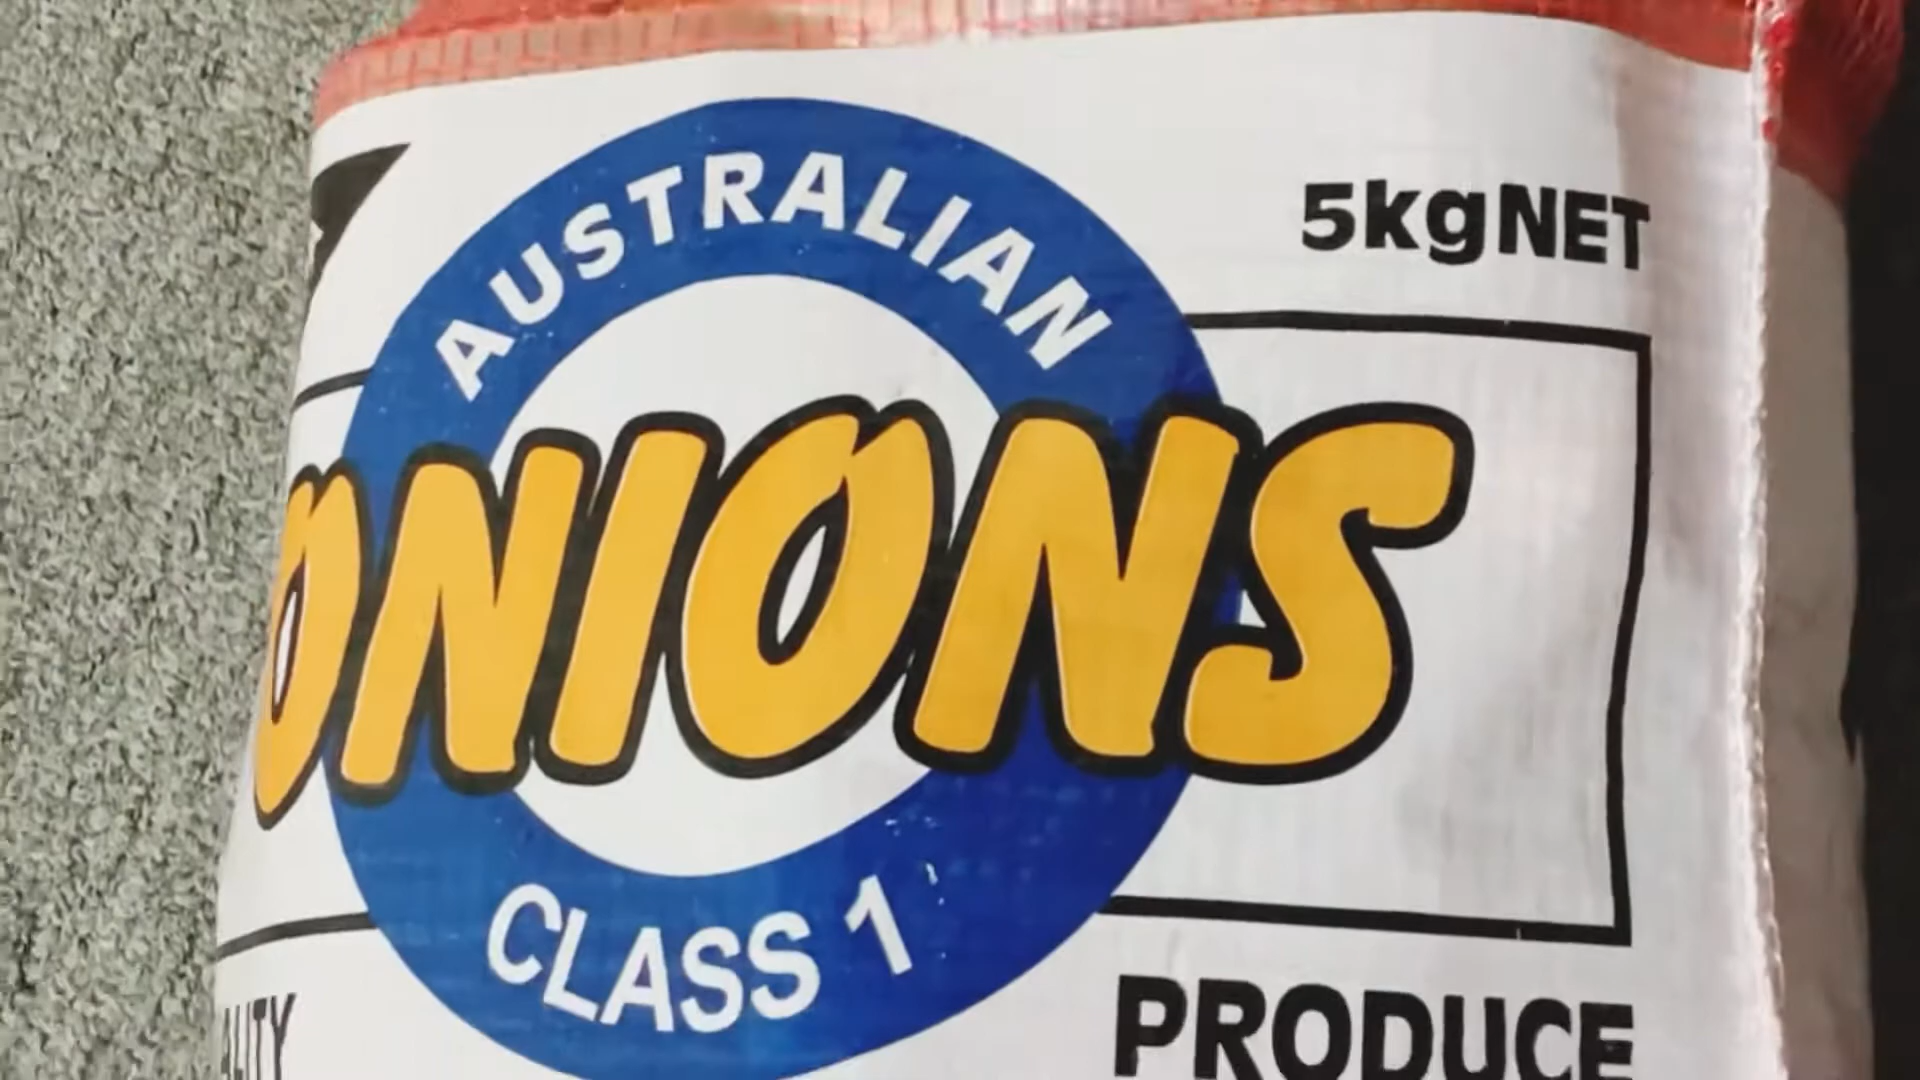 AUSTRALIAN
5kgNET
ONIONS
CLASS 1
PRODUCE